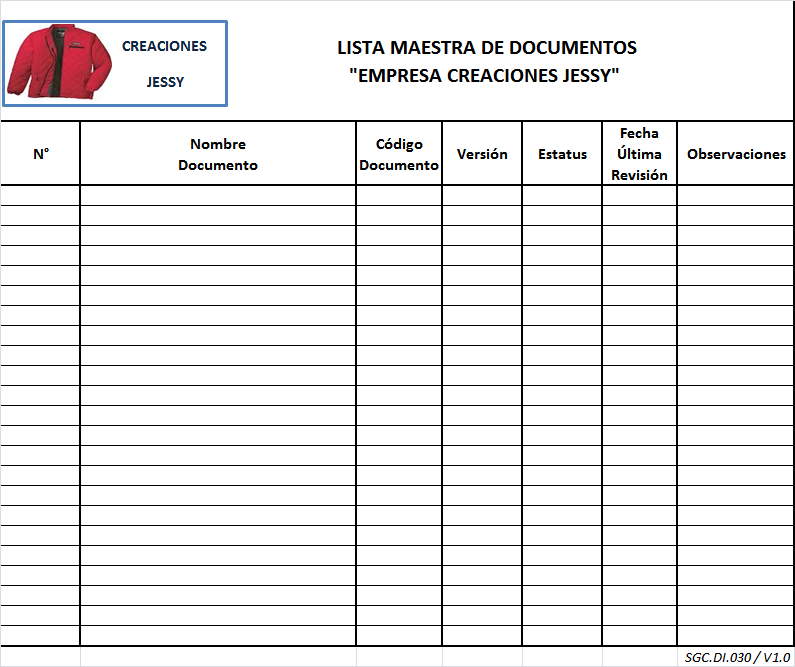 CREACIONES
JESSY
LISTA MAESTRA DE DOCUMENTOS
"EMPRESA CREACIONES JESSY"
N°
Nombre
Documento
Código
Documento
Versión
Estatus
Fecha
Última
Revisión
Observaciones
SGC.DI.030 / V1.0